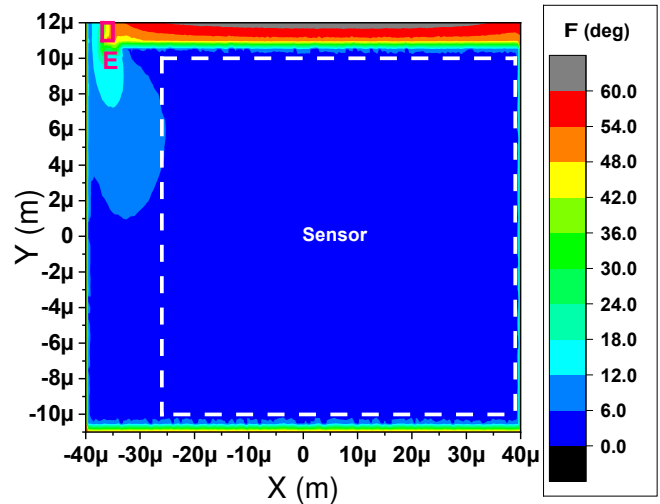 F (deg)
12µ
10µ
8µ
6µ
4µ
2µ
0
-2µ
-4µ
-6µ
-8µ
-10µ
Y (m)
E
Sensor
-40µ
-30µ
-20µ
-10µ
0
10µ
20µ
30µ
40µ
X (m)
60.0
54.0
48.0
42.0
36.0
30.0
24.0
18.0
12.0
6.0
0.0